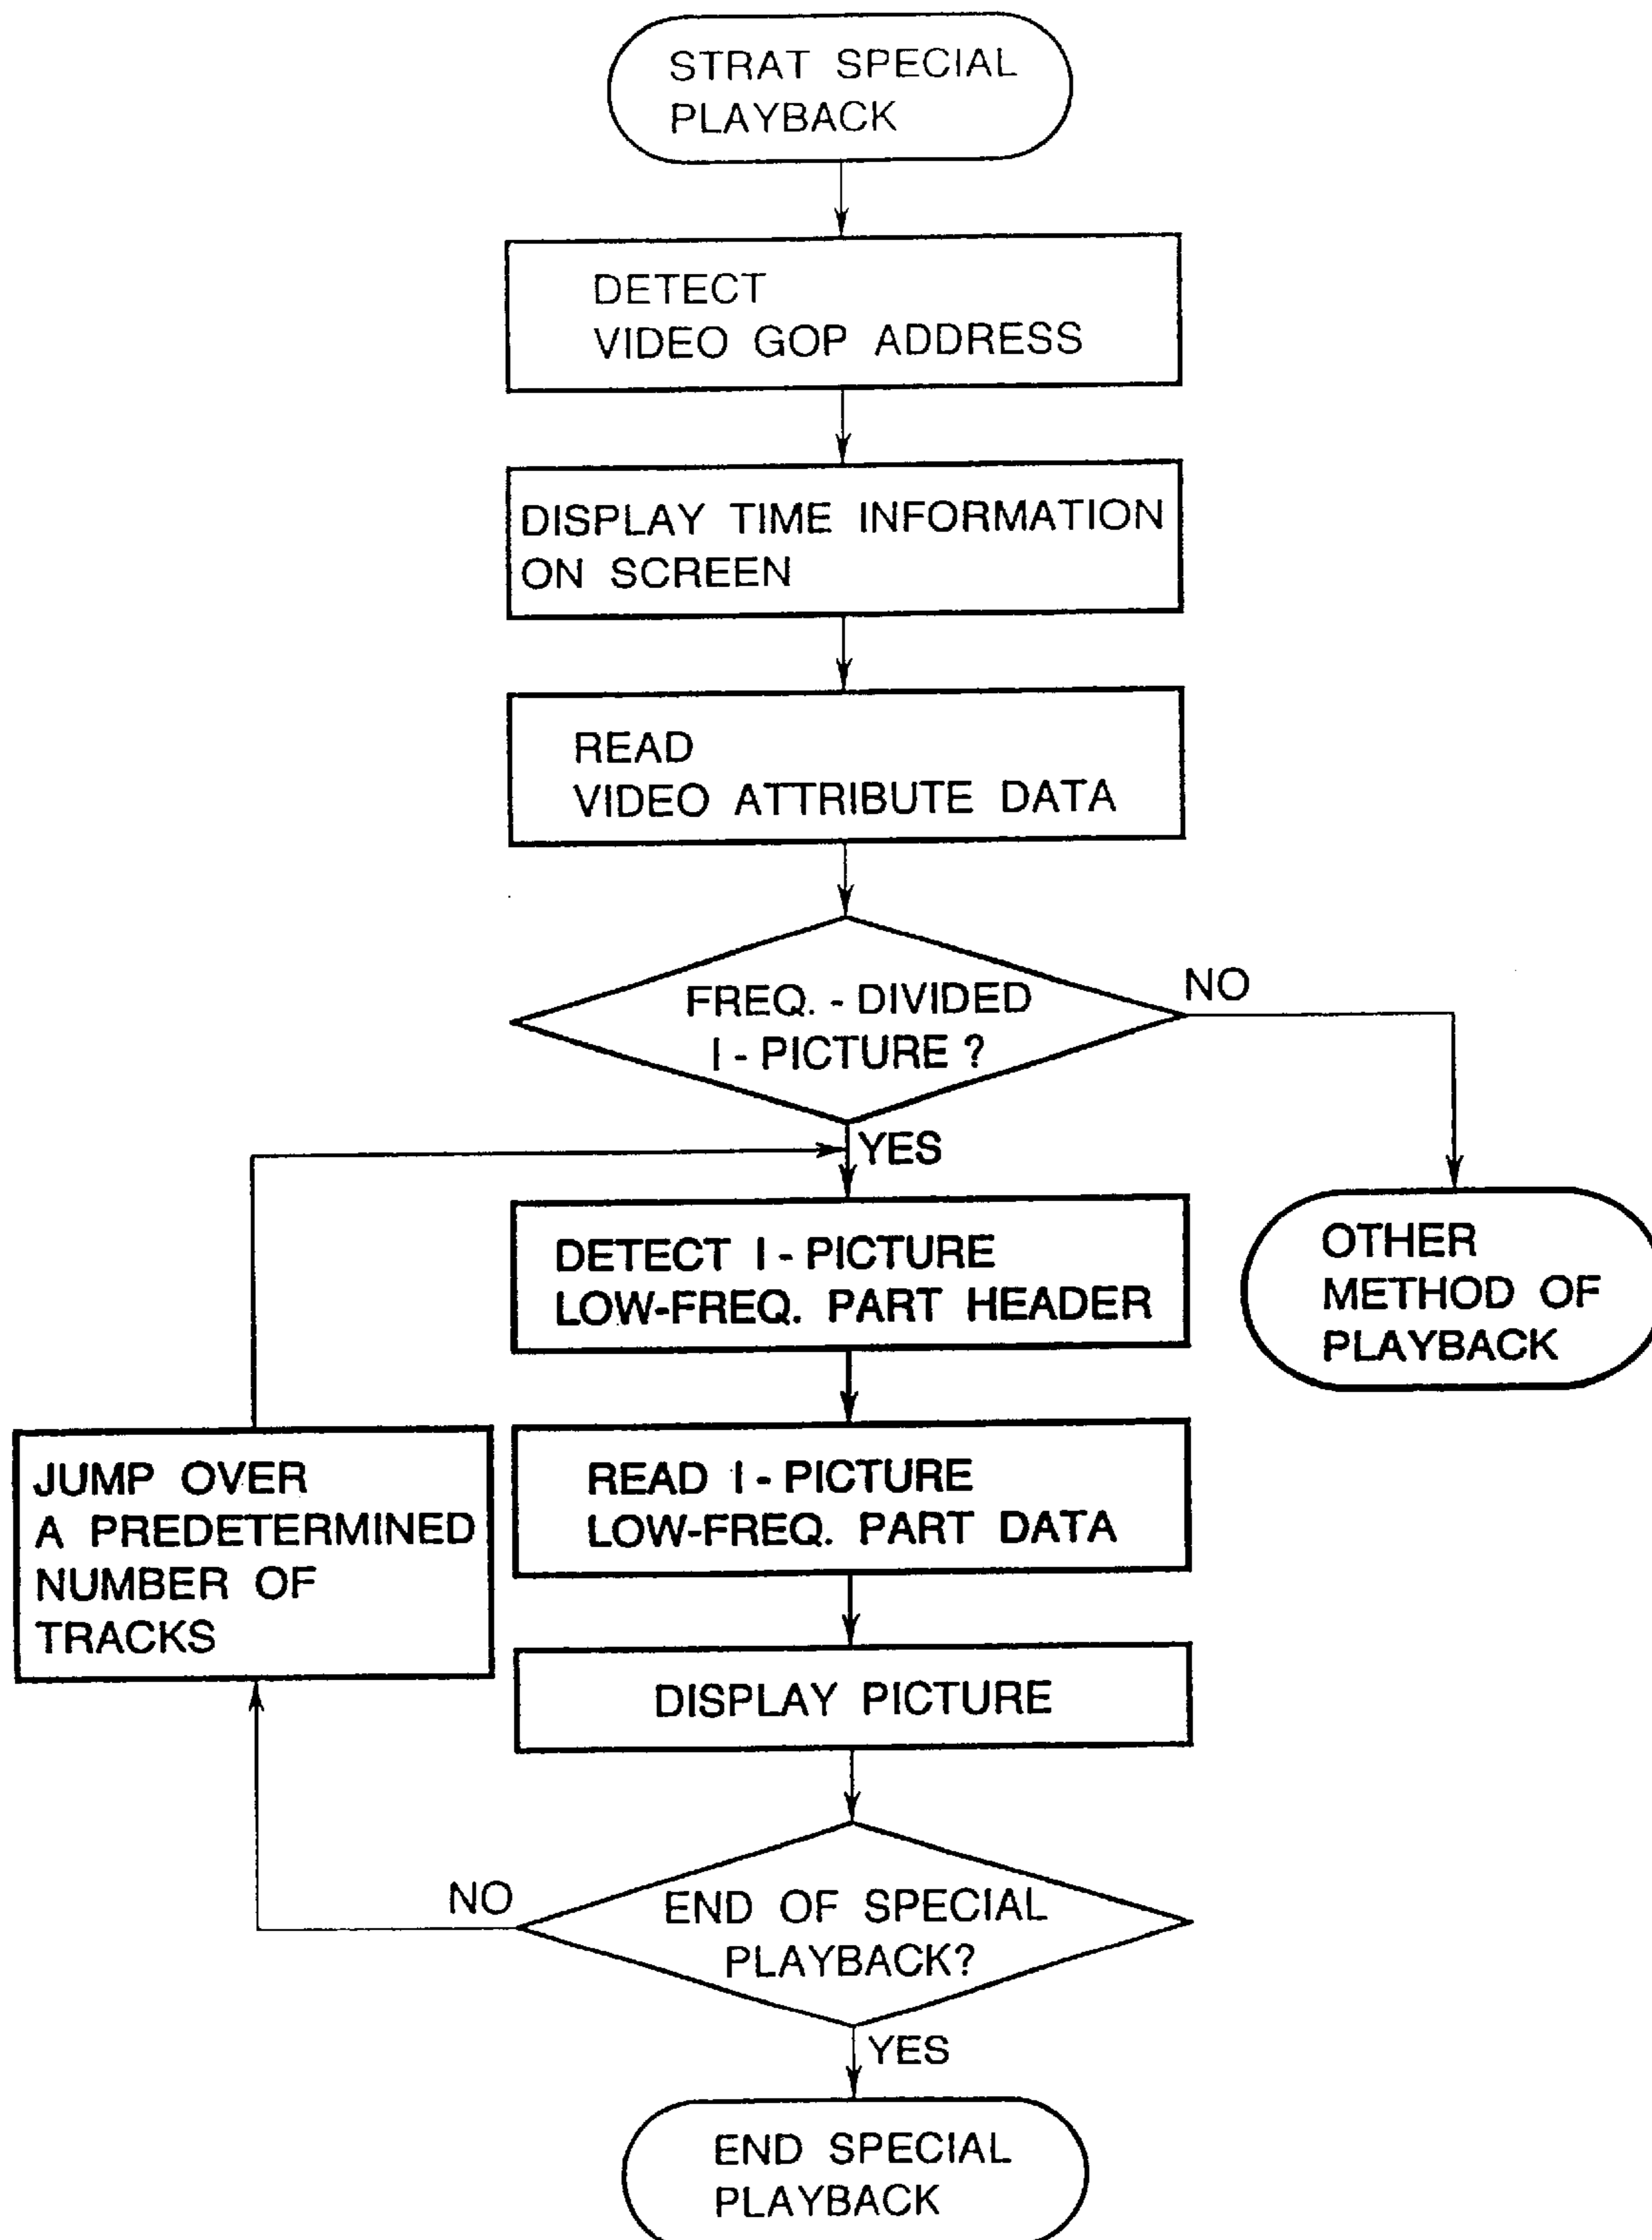 STRAT SPECIAL
PLAYBACK
DETECT
VIDEO GOP ADDRESS
DISPLAY TIME INFORMATION
ON SCREEN
READ
VIDEO ATTRIBUTE DATA
FREQ. - DIVIDED
I - PICTURE ?
NO
YES
DETECT I - PICTURE
LOW-FREQ. PART HEADER
OTHER
METHOD OF
PLAYBACK
READ I - PICTURE
LOW-FREQ. PART DATA
JUMP OVER
A PREDETERMINED
NUMBER OF
TRACKS
DISPLAY PICTURE
END OF SPECIAL
PLAYBACK?
NO
YES
END SPECIAL
PLAYBACK